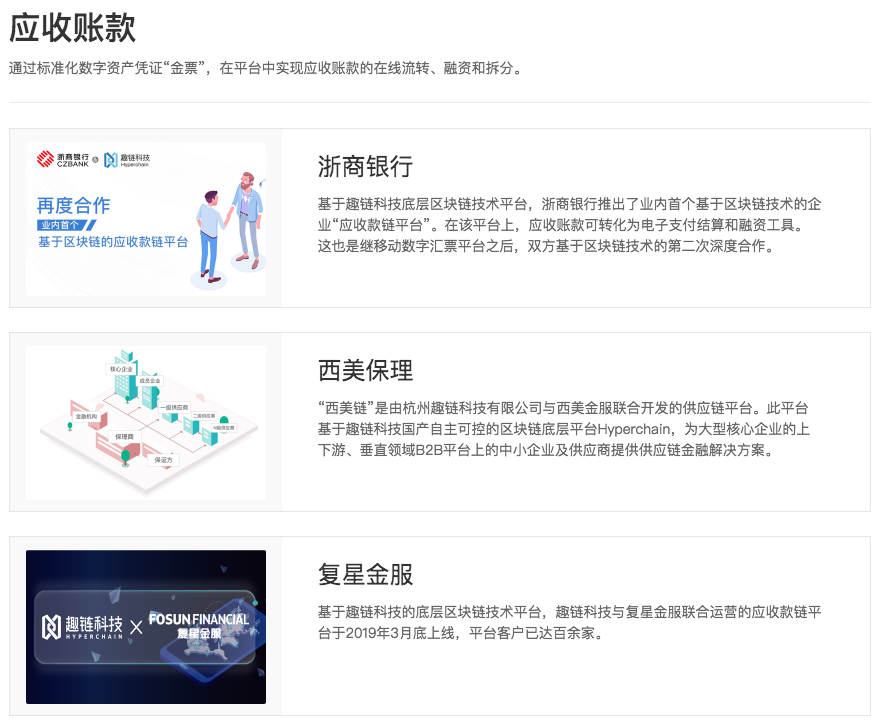 应收账款
通过标准化数字资产凭证“金票”，在平台中实现应收账款的在线流转、融资和拆分。
浙商银行 & 趣链科技
CZBANK Hyperchain
再度合作
业内首个
基于区块链的应收款链平台
浙商银行
基于趣链科技底层区块链技术平台，浙商银行推出了业内首个基于区块链技术的企
业“应收款链平台”。在该平台上，应收账款可转化为电子支付结算和融资工具。
这也是继移动数字汇票平台之后，双方基于区块链技术的第二次深度合作。
核心企业
成员企业
一级供应商
金融机构
二级供应商
N级供应商
保理商
保证方
西美保理
“西美链”是由杭州趣链科技有限公司与西美金服联合开发的供应链平台。此平台
基于趣链科技国产自主可控的区块链底层平台Hyperchain，为大型核心企业的上
下游、垂直领域B2B平台上的中小企业及供应商提供供应链金融解决方案。
趣链科技 X FOSUN FINANCIAL
HYPERCHAIN 复星金服
复星金服
基于趣链科技的底层区块链技术平台，趣链科技与复星金服联合运营的应收款链平
台于2019年3月底上线，平台客户已达百余家。